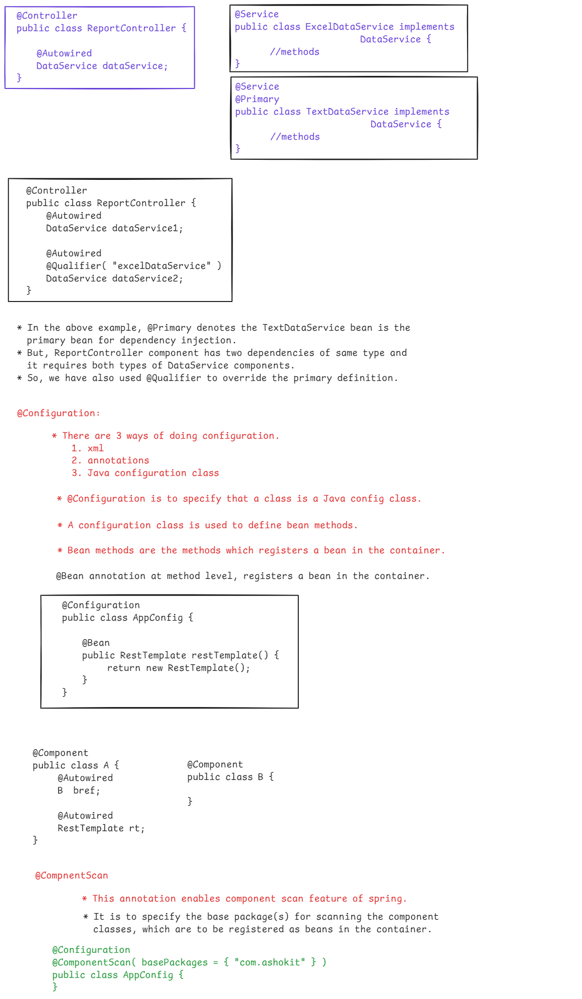 @Controller
public class ReportController {
@Autowired
DataService dataService;
}
@Service
public class ExcelDataService implements
DataService {
//methods
}
@Service
@Primary
public class TextDataService implements
DataService {
//methods
}
@Controller
public class ReportController {
@Autowired
DataService dataService1;
@Autowired
@Qualifier( "excelDataService" )
DataService dataService2;
}
* In the above example, @Primary denotes the TextDataService bean is the
primary bean for dependency injection.
* But, ReportController component has two dependencies of same type and
it requires both types of DataService components.
* So, we have also used @Qualifier to override the primary definition.
@Configuration:
* There are 3 ways of doing configuration.
1. xml
2. annotations
3. Java configuration class
* @Configuration is to specify that a class is a Java config class.
* A configuration class is used to define bean methods.
* Bean methods are the methods which registers a bean in the container.
@Bean annotation at method level, registers a bean in the container.
@Configuration
public class AppConfig {
@Bean
public RestTemplate restTemplate() {
return new RestTemplate();
}
}
@Component
public class A {
@Autowired
B  bref;
@Autowired
RestTemplate rt;
}
@Component
public class B {
}
@CompnentScan
* This annotation enables component scan feature of spring.
* It is to specify the base package(s) for scanning the component
classes, which are to be registered as beans in the container.
@Configuration
@ComponentScan( basePackages = { "com.ashokit" } )
public class AppConfig {
}